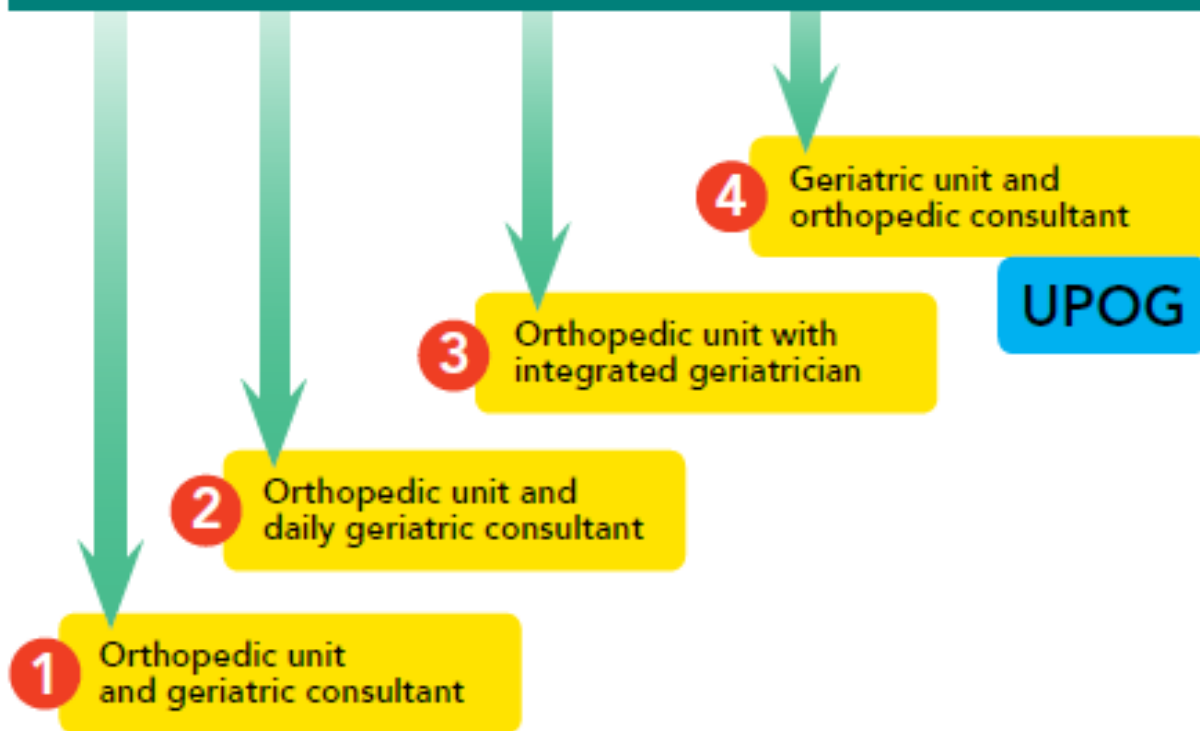 4
Geriatric unit and
orthopedic consultant
UPOG
3
Orthopedic unit with
integrated geriatrician
2
Orthopedic unit and
daily geriatric consultant
1
Orthopedic unit
and geriatric consultant